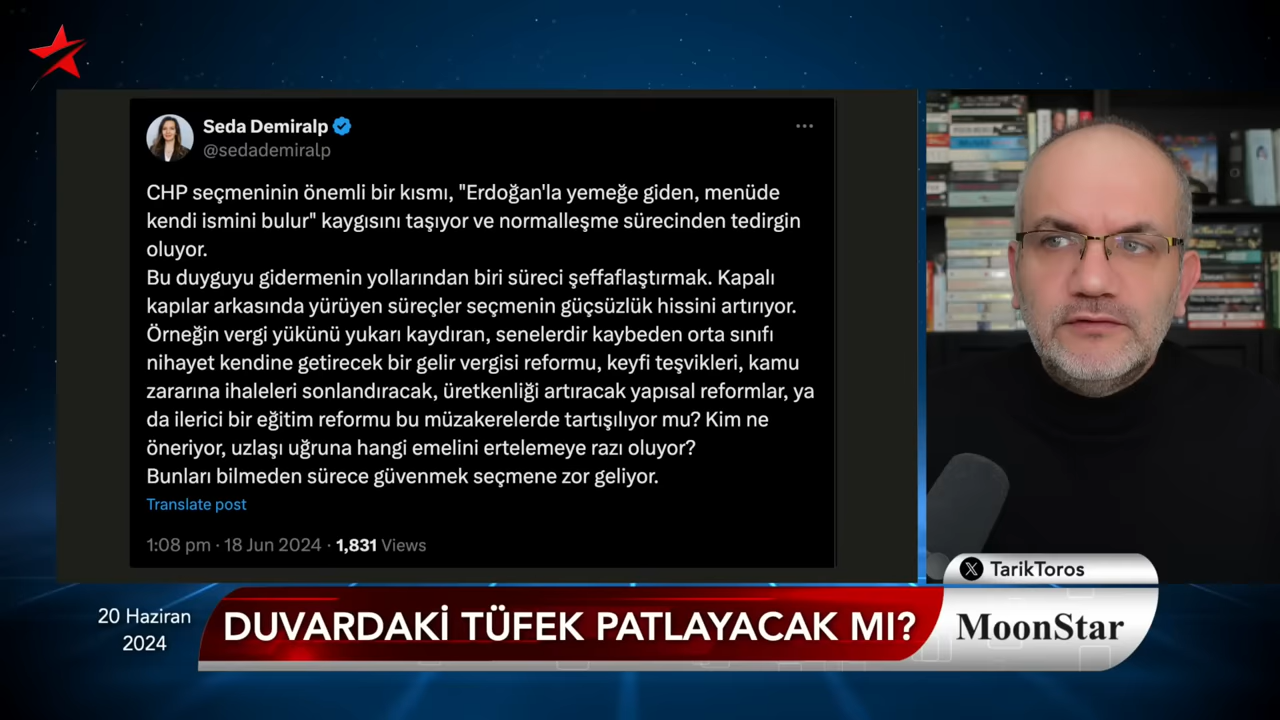 Seda Demiralp
@sedademiralp
CHP seçmeninin önemli bir kısmı, "Erdoğan'la yemeğe giden, menüde
kendi ismini bulur" kaygısını taşıyor ve normalleşme sürecinden tedirgin
oluyor.
Bu duyguyu gidermenin yollarından biri süreci şeffaflaştırmak. Kapalı
kapılar arkasında yürüyen süreçler seçmenin güçsüzlük hissini artırıyor.
Örneğin vergi yükünü yukarı kaydıran, senelerdir kaybeden orta sınıfı
nihayet kendine getirecek bir gelir vergisi reformu, keyfi teşvikleri, kamu
zararına ihaleleri sonlandıracak, üretkenliği artıracak yapısal reformlar, ya
da ilerici bir eğitim reformu bu müzakerelerde tartışılıyor mu? Kim ne
öneriyor, uzlaşı uğruna hangi emelini ertelemeye razı oluyor?
Bunları bilmeden sürece güvenmek seçmene zor geliyor.
Translate post
1:08 pm · 18 Jun 2024 · 1,831 Views
TarikToros
20 Haziran
2024
DUVARDAKİ TÜFEK PATLAYACAK MI?
MoonStar